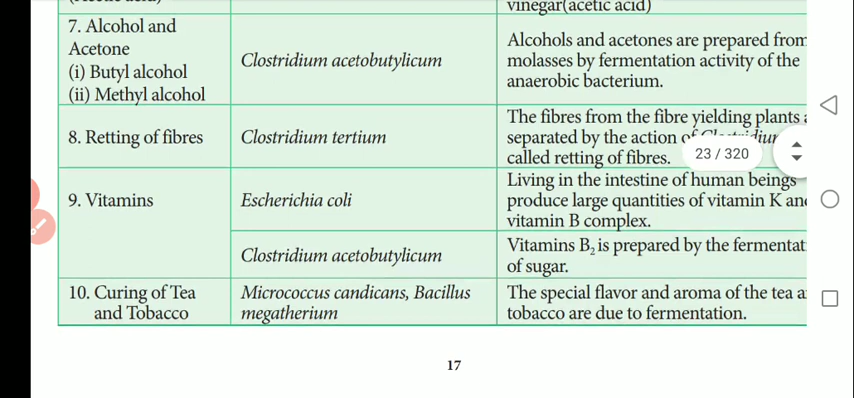 vinegar(acetic acid)
7. Alcohol and
Acetone
(i) Butyl alcohol
(ii) Methyl alcohol
Clostridium acetobutylicum
Alcohols and acetones are prepared from
molasses by fermentation activity of the
anaerobic bacterium.
8. Retting of fibres
Clostridium tertium
The fibres from the fibre yielding plants
separated by the action
called retting of fibres.
23 / 320
9. Vitamins
Escherichia coli
Living in the intestine of human beings
produce large quantities of vitamin K
vitamin B complex.
Clostridium acetobutylicum
Vitamins B2 is prepared by the
of sugar.
10. Curing of Tea
and Tobacco
Micrococcus candicans, Bacillus
megatherium
The special flavor and aroma of the tea
tobacco are due to fermentation.
17